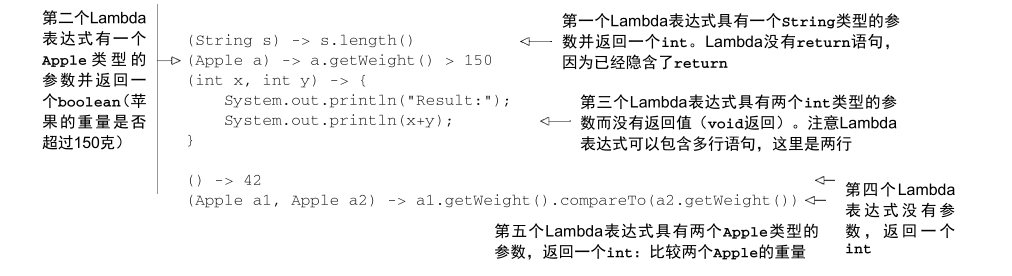 第二个Lambda
表达式有一个
Apple类型的
参数并返回一
个boolean（苹
果的重量是否
超过150克）
(String s) -> s.length()
(Apple a) -> a.getWeight() > 150
(int x, int y) -> {
    System.out.println("Result:");
    System.out.println(x+y);
}
() -> 42
(Apple a1, Apple a2) -> a1.getWeight().compareTo(a2.getWeight())
第一个Lambda表达式具有一个String类型的参
数并返回一个int。Lambda没有return语句，
因为已经隐含了return
第三个Lambda表达式具有两个int类型的参
数而没有返回值（void返回）。注意Lambda
表达式可以包含多行语句，这里是两行
第四个Lambda
表达式没有参
数，返回一个
int
第五个Lambda表达式具有两个Apple类型的
参数，返回一个int：比较两个Apple的重量